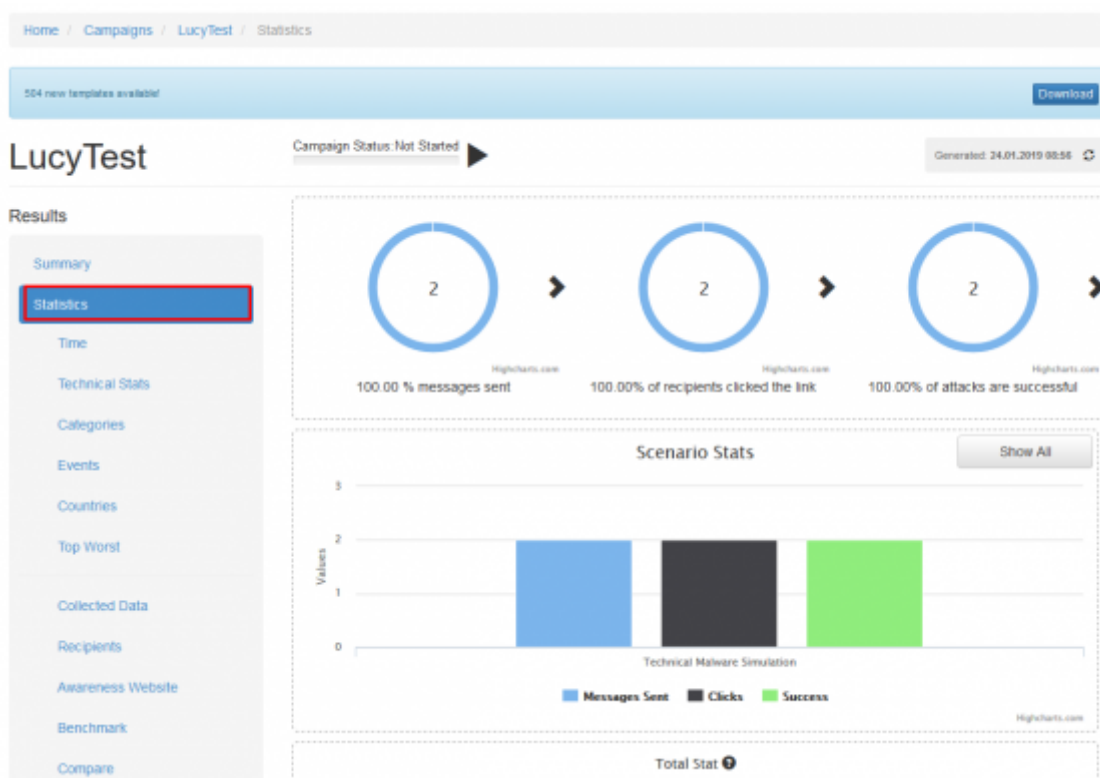 Home / Campaigns / LucyTest / Statistics
504 new templates available!
Download
LucyTest
Campaign Status: Not Started
Generated: 24.01.2019 08:56
Results
Summary
Statistics
Time
Technical Stats
Categories
Events
Countries
Top Worst
Collected Data
Recipients
Awareness Website
Benchmark
Compare
2
2
2
Highcharts.com
Highcharts.com
Highcharts.com
100.00 % messages sent
100.00% of recipients clicked the link
100.00% of attacks are successful
Scenario Stats
Show All
Values
3
2
1
0
Technical Malware Simulation
Messages Sent Clicks Success
Highcharts.com
Total Stat ?